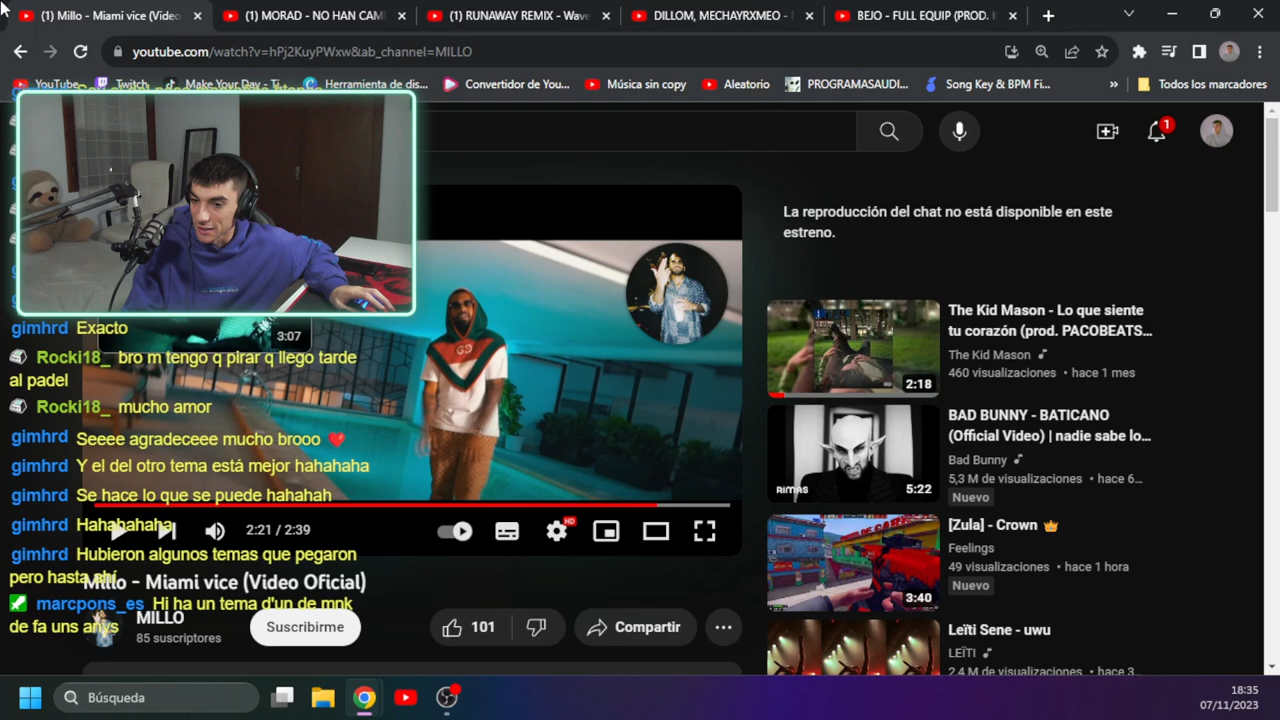 (1) Millo - Miami vice (Video
(1) MORAD - NO HAN CAM
(1) RUNAWAY REMIX - Wave
DILLOM, MECHAYRXMEO -
BEJO - FULL EQUIP (PROD.
youtube.com/watch?v=hPj2KuyPWxw&ab_channel=MILLO
YouTube
Twitch
Make Your Day - Ti...
Herramienta de dis...
Convertidor de You...
Música sin copy
Aleatorio
PROGRAMASAUDI...
Song Key & BPM Fi...
»
Todos los marcadores
1
La reproducción del chat no está disponible en este
estreno.
gimhrd Exacto
3:07
Rocki18_ bro m tengo q pirar q llego tarde
al padel
Rocki18_ mucho amor
gimhrd Seeee agradeceee mucho brooo ❤️
gimhrd Y el del otro tema está mejor hahahaha
gimhrd Se hace lo que se puede hahahah
gimhrd Hahahahaha
2:21 / 2:39
HD
gimhrd Hubieron algunos temas que pegaron
pero hasta ahí
Millo - Miami vice (Video Oficial)
marcpons_es Hi ha un tema d'un de mnk
de fa uns anys
MILLO
85 suscriptores
Suscribirme
101
Compartir
The Kid Mason - Lo que siente
tu corazón (prod. PACOBEATS...
The Kid Mason
460 visualizaciones • hace 1 mes
2:18
BAD BUNNY - BATICANO
(Official Video) | nadie sabe lo...
Bad Bunny
5,3 M de visualizaciones • hace 6...
Nuevo
RIMAS
5:22
[Zula] - Crown 👑
Feelings
49 visualizaciones • hace 1 hora
Nuevo
3:40
Leïti Sene - uwu
LEÏTI
2,4 M de visualizaciones • hace 3...
Búsqueda
18:35
07/11/2023